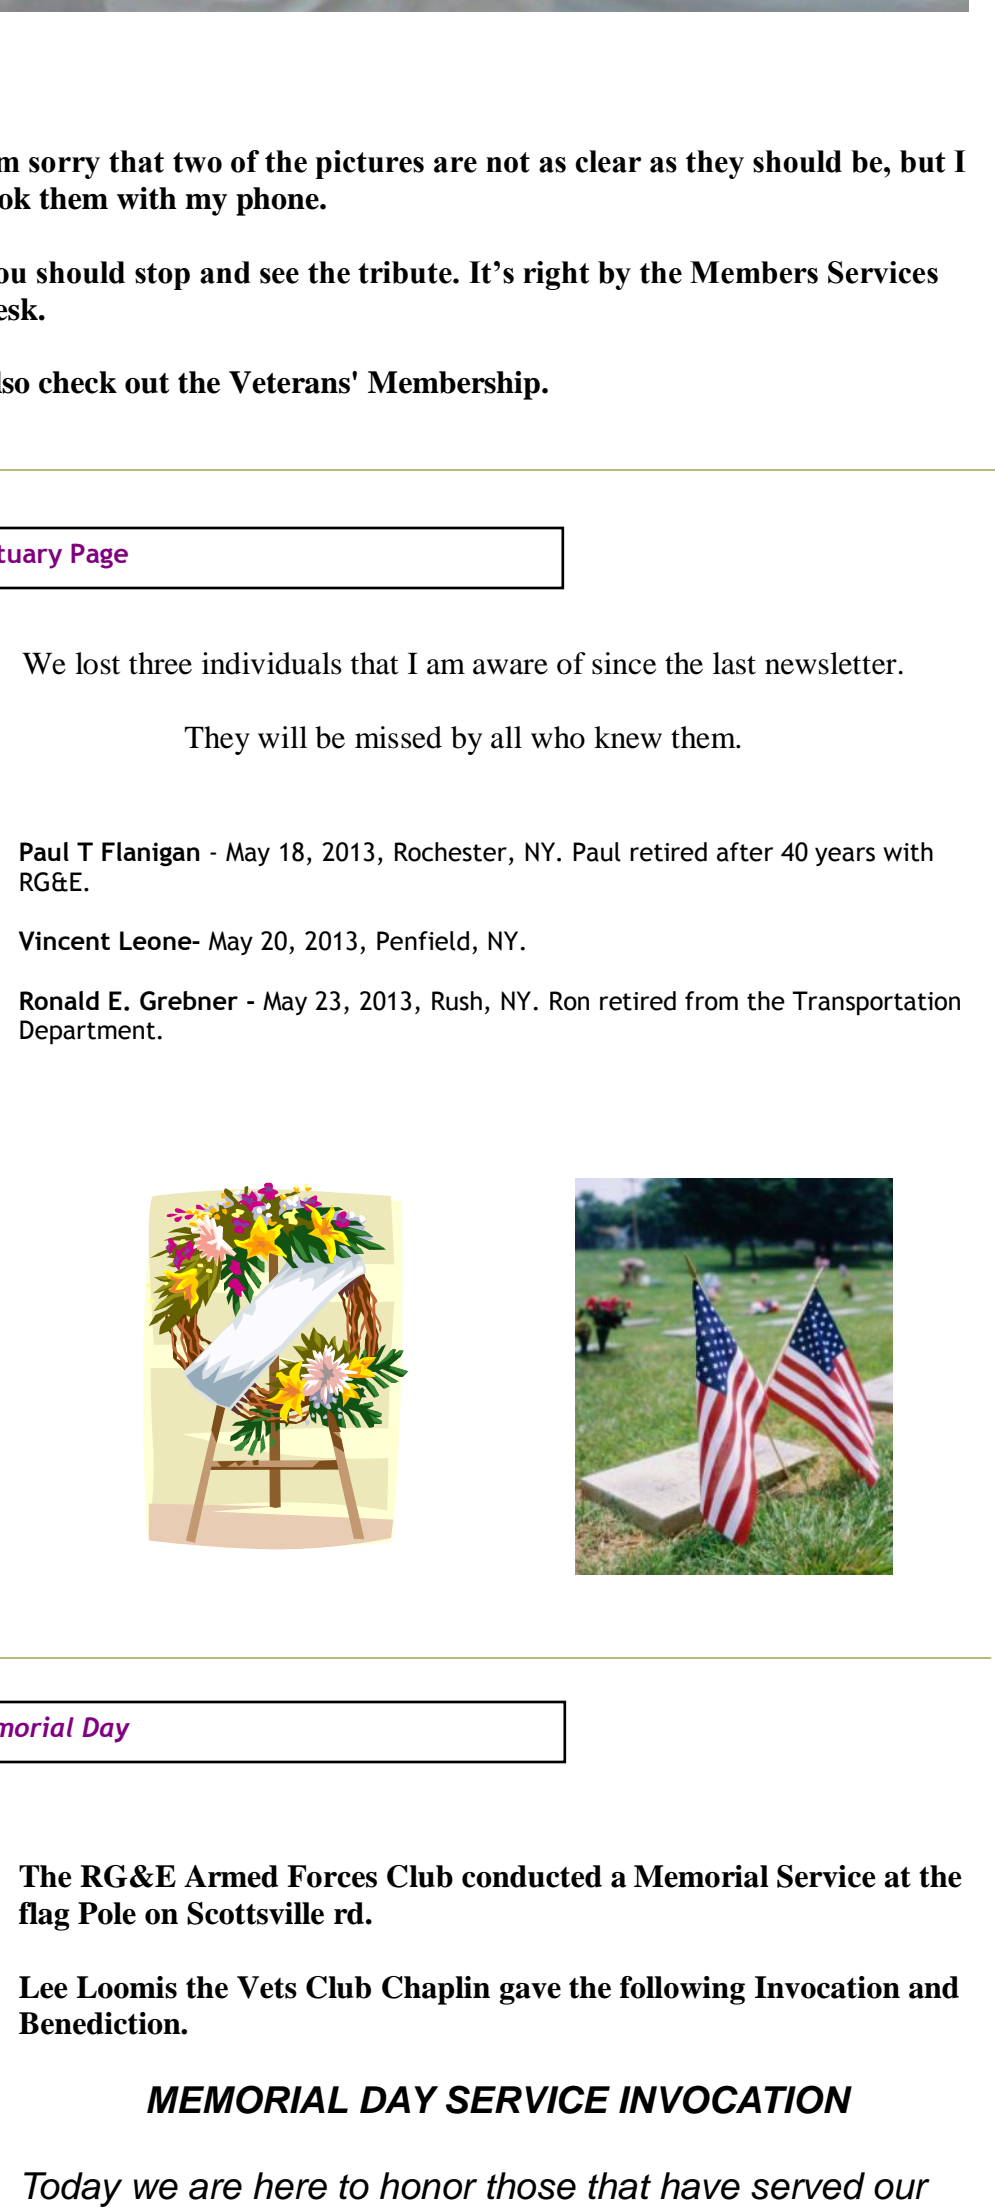 m sorry that two of the pictures are not as clear as they should be, but I
ok them with my phone.
ou should stop and see the tribute. It’s right by the Members Services
esk.
lso check out the Veterans' Membership.
tuary Page
We lost three individuals that I am aware of since the last newsletter.
They will be missed by all who knew them.
Paul T Flanigan - May 18, 2013, Rochester, NY. Paul retired after 40 years with
RG&E.
Vincent Leone- May 20, 2013, Penfield, NY.
Ronald E. Grebner - May 23, 2013, Rush, NY. Ron retired from the Transportation
Department.
morial Day
The RG&E Armed Forces Club conducted a Memorial Service at the
flag Pole on Scottsville rd.
Lee Loomis the Vets Club Chaplin gave the following Invocation and
Benediction.
MEMORIAL DAY SERVICE INVOCATION
Today we are here to honor those that have served our